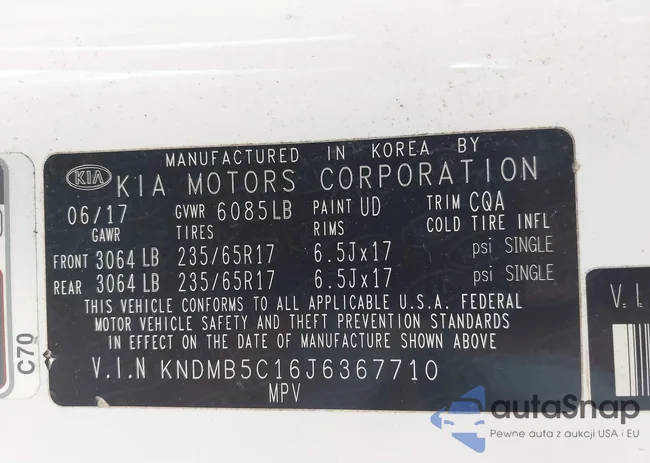 MANUFACTURED IN KOREA BY
KIA KIA MOTORS CORPORATION
06/17 GVWR 6085LB PAINT UD TRIM CQA
GAWR TIRES RIMS COLD TIRE INFL
FRONT 3064 LB 235/65R17 6.5Jx17 psi SINGLE
REAR 3064 LB 235/65R17 6.5Jx17 psi SINGLE
THIS VEHICLE CONFORMS TO ALL APPLICABLE U.S.A. FEDERAL
MOTOR VEHICLE SAFETY AND THEFT PREVENTION STANDARDS
IN EFFECT ON THE DATE OF MANUFACTURE SHOWN ABOVE
V.I.N KNDMB5C16J6367710
MPV
C70
V.I.
autoSnap
Pewne auta z aukcji USA i EU